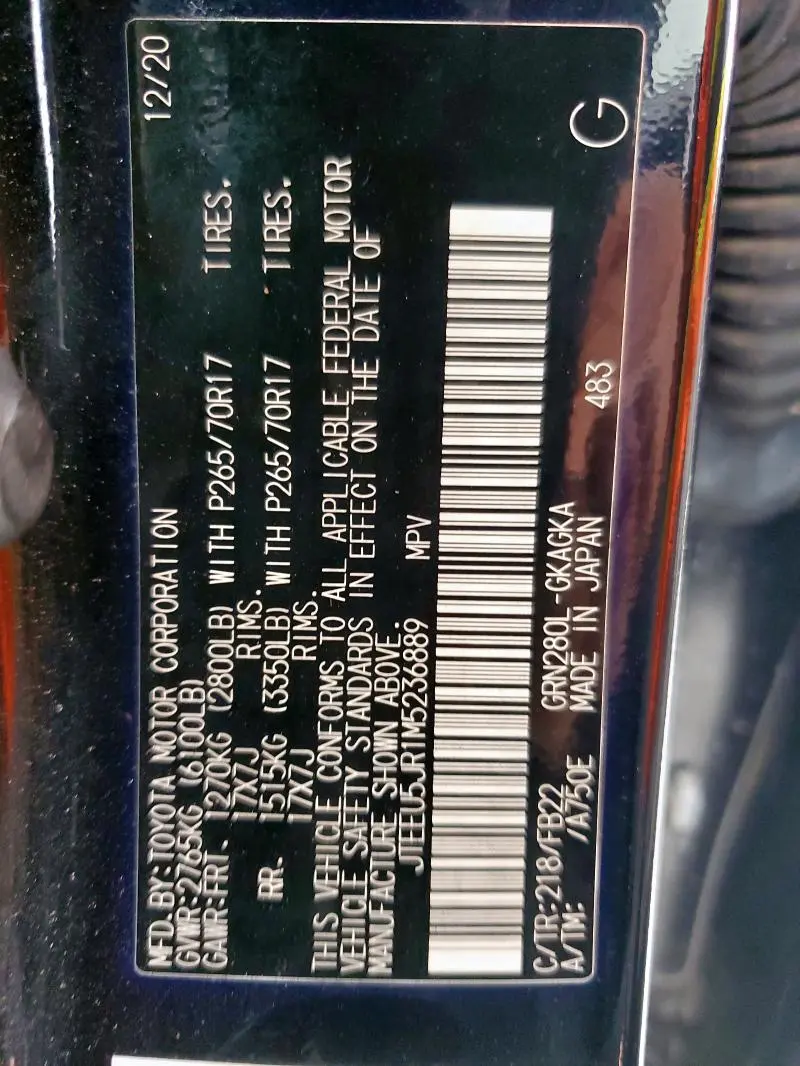 MFD.BY:TOYOTA MOTOR CORPORATION 12/20
GVWR:2765KG (6100LB)
GAWR:FRT. 1270KG (2800LB) WITH P265/70R17 TIRES.
17X7J RIMS.
RR. 1515KG (3350LB) WITH P265/70R17 TIRES.
17X7J RIMS.
THIS VEHICLE CONFORMS TO ALL APPLICABLE FEDERAL MOTOR
VEHICLE SAFETY STANDARDS IN EFFECT ON THE DATE OF
MANUFACTURE SHOWN ABOVE.
JTEEU5JR1M5236889 MPV
C/TR:218/FB22 GRN280L-GKAGKA
A/TM: /A750E MADE IN JAPAN 483 G